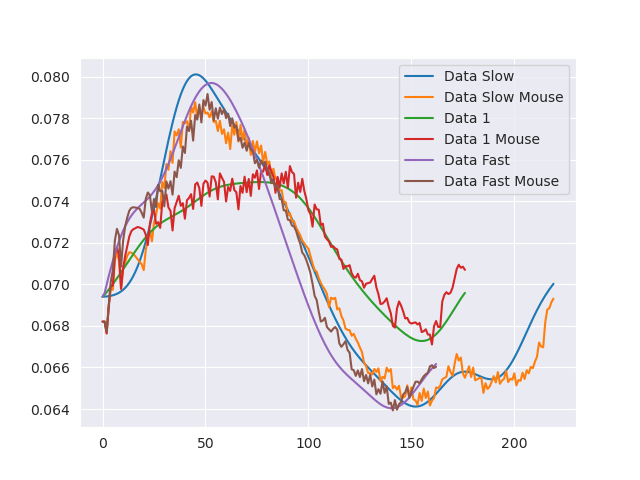 0.080
0.078
0.076
0.074
0.072
0.070
0.068
0.066
0.064
0
50
100
150
200
Data Slow
Data Slow Mouse
Data 1
Data 1 Mouse
Data Fast
Data Fast Mouse